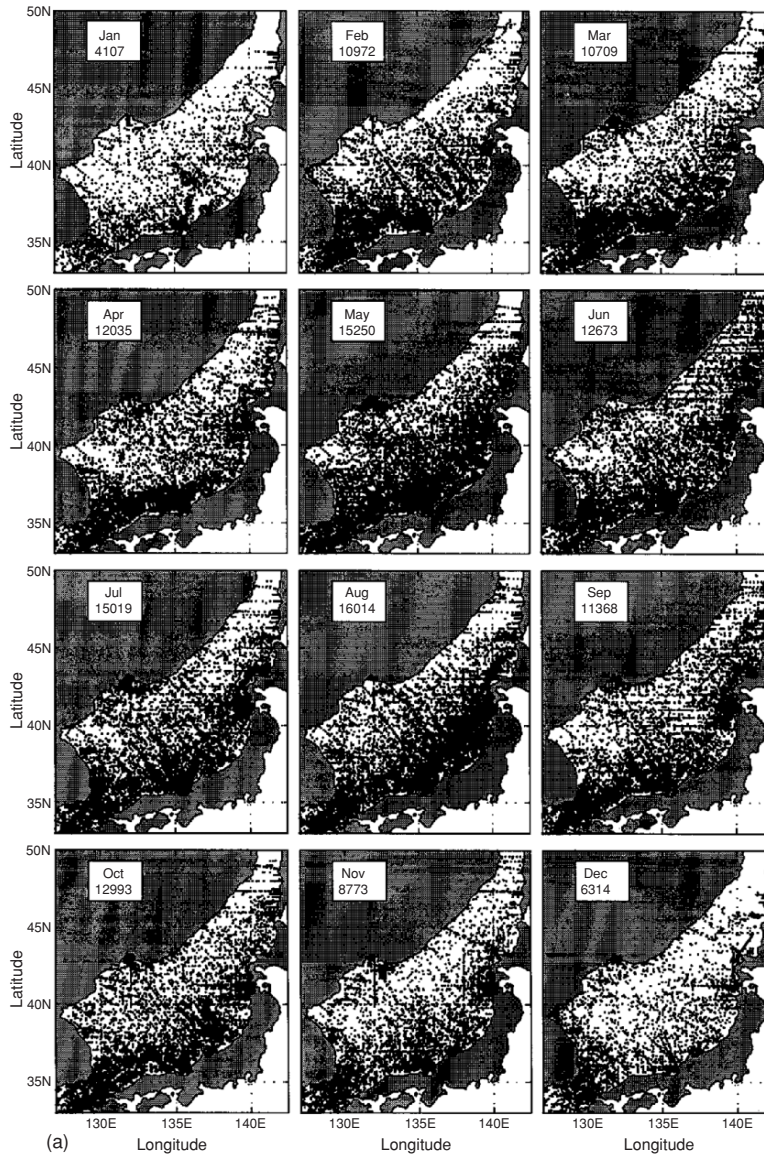 50N
Jan
4107
Feb
10972
Mar
10709
45N
Latitude
40N
35N
50N
Apr
12035
May
15250
Jun
12673
45N
Latitude
40N
35N
50N
Jul
15019
Aug
16014
Sep
11368
45N
Latitude
40N
35N
50N
Oct
12993
Nov
8773
Dec
6314
45N
Latitude
40N
35N
130E 135E 140E 130E 135E 140E 130E 135E 140E
(a) Longitude Longitude Longitude